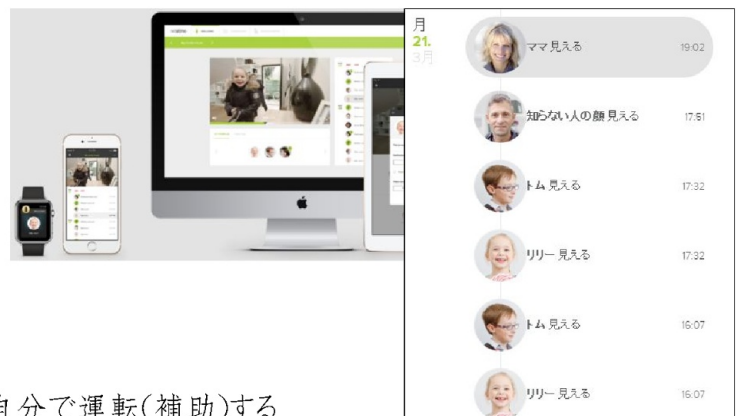 月
21.
3月
ママ 見える 19:02
知らない人の顔 見える 17:51
トム 見える 17:32
リリー 見える 17:32
トム 見える 16:07
リリー 見える 16:07
自分で運転(補助)する